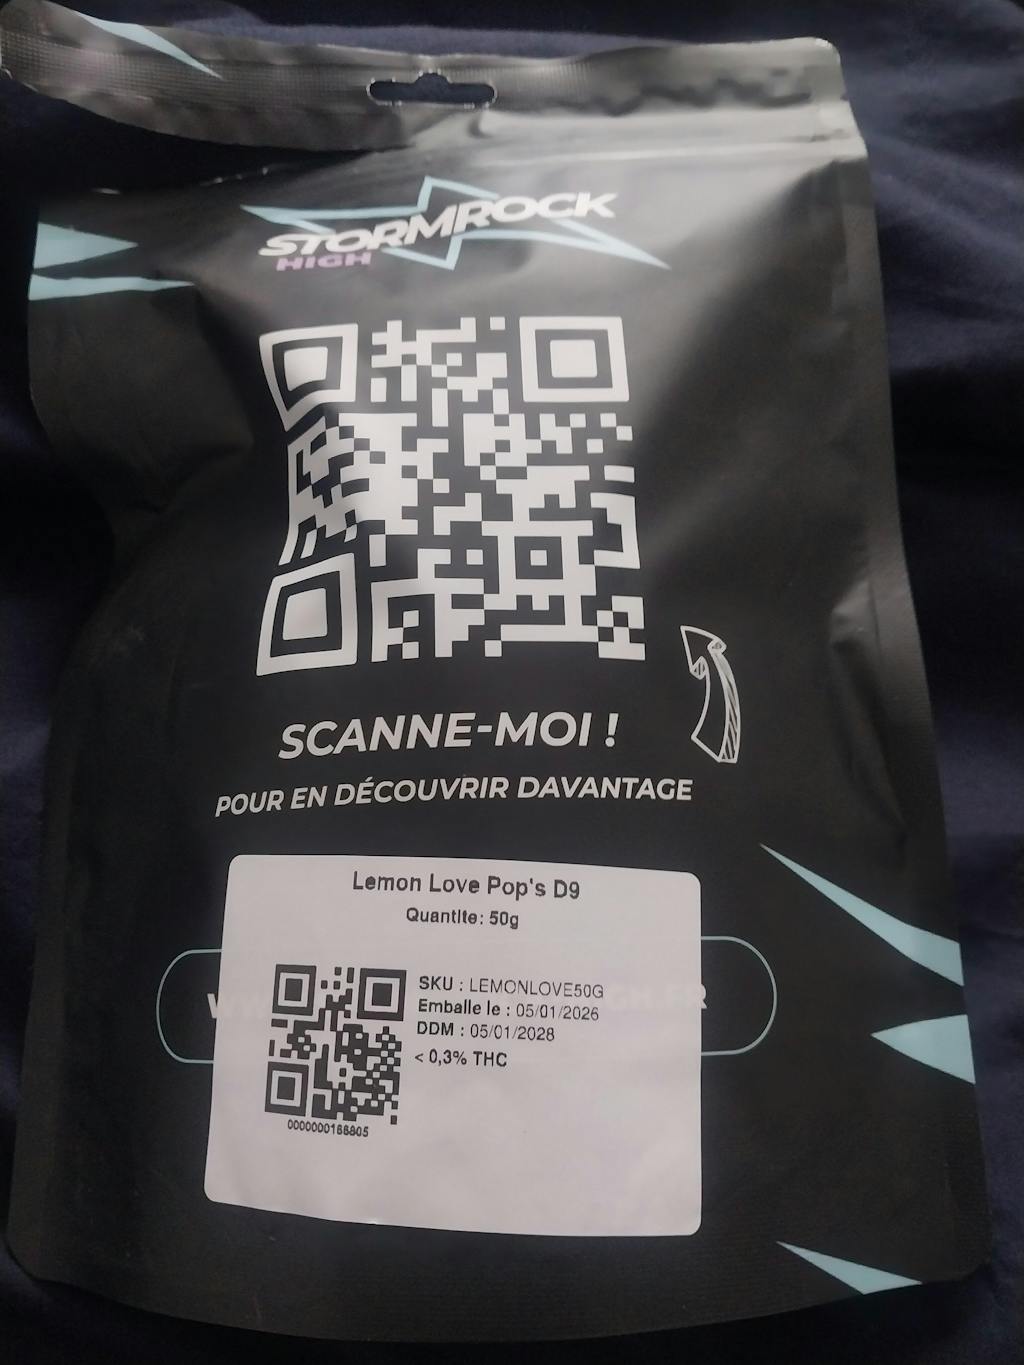 STORMROCK
HIGH
SCANNE-MOI !
POUR EN DÉCOUVRIR DAVANTAGE
Lemon Love Pop's D9
Quantite: 50g
SKU : LEMONLOVE50G
Emballe le : 05/01/2026
DDM : 05/01/2028
< 0,3% THC
0000000166805